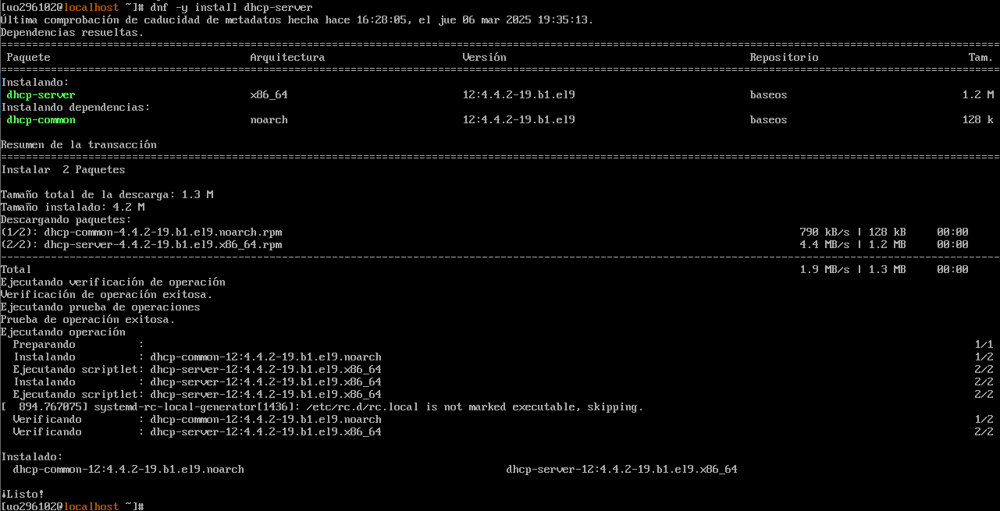 [uo296102@localhost ~]# dnf -y install dhcp-server
Última comprobación de caducidad de metadatos hecha hace 16:28:05, el jue 06 mar 2025 19:35:13.
Dependencias resueltas.
Paquete Arquitectura Versión Repositorio Tam.
Instalando:
dhcp-server x86_64 12:4.4.2-19.b1.el9 baseos 1.2 M
Instalando dependencias:
dhcp-common noarch 12:4.4.2-19.b1.el9 baseos 128 k
Resumen de la transacción
Instalar  2 Paquetes
Tamaño total de la descarga: 1.3 M
Tamaño instalado: 4.2 M
Descargando paquetes:
(1/2): dhcp-common-4.4.2-19.b1.el9.noarch.rpm 790 kB/s | 128 kB 00:00
(2/2): dhcp-server-4.4.2-19.b1.el9.x86_64.rpm 4.4 MB/s | 1.2 MB 00:00
Total 1.9 MB/s | 1.3 MB 00:00
Ejecutando verificación de operación
Verificación de operación exitosa.
Ejecutando prueba de operaciones
Prueba de operación exitosa.
Ejecutando operación
Preparando : 1/1
Instalando : dhcp-common-12:4.4.2-19.b1.el9.noarch 1/2
Ejecutando scriptlet: dhcp-server-12:4.4.2-19.b1.el9.x86_64 2/2
Instalando : dhcp-server-12:4.4.2-19.b1.el9.x86_64 2/2
Ejecutando scriptlet: dhcp-server-12:4.4.2-19.b1.el9.x86_64 2/2
[  894.767075] systemd-rc-local-generator[1436]: /etc/rc.d/rc.local is not marked executable, skipping.
Verificando : dhcp-common-12:4.4.2-19.b1.el9.noarch 1/2
Verificando : dhcp-server-12:4.4.2-19.b1.el9.x86_64 2/2
Instalado:
dhcp-common-12:4.4.2-19.b1.el9.noarch dhcp-server-12:4.4.2-19.b1.el9.x86_64
¡Listo!
[uo296102@localhost ~]#